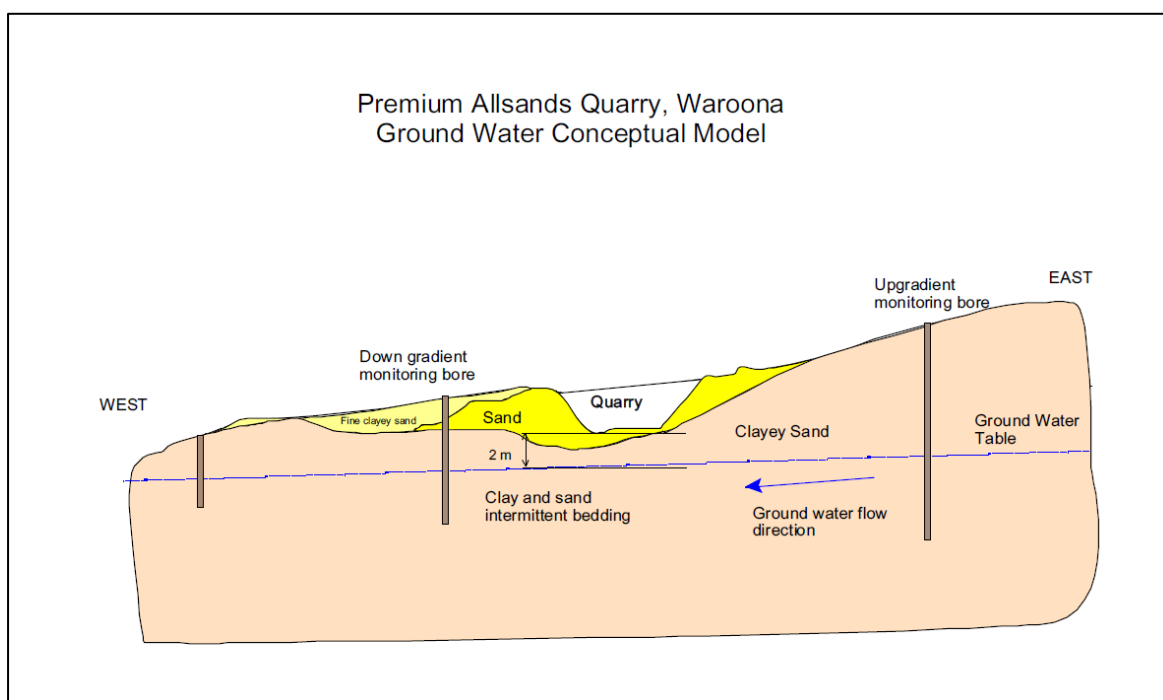 Premium Allsands Quarry, Waroona
Ground Water Conceptual Model
EAST
Upgradient
monitoring bore
Down gradient
monitoring bore
WEST
Quarry
Fine clayey sand
Sand
Clayey Sand
Ground Water
Table
2 m
Clay and sand
intermittent bedding
Ground water flow
direction